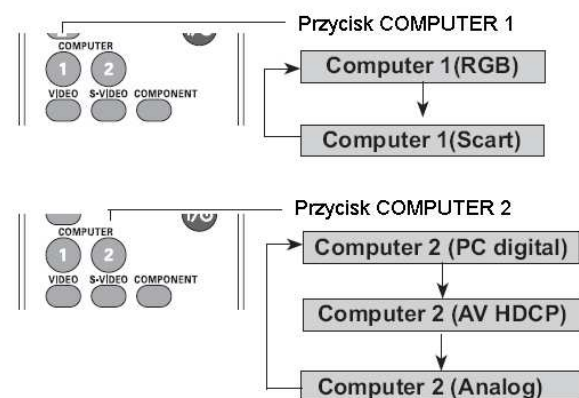 Przycisk COMPUTER 1
COMPUTER
1 2
VIDEO S-VIDEO COMPONENT
Computer 1(RGB)
Computer 1(Scart)
Przycisk COMPUTER 2
COMPUTER
1 2
VIDEO S-VIDEO COMPONENT
Computer 2 (PC digital)
Computer 2 (AV HDCP)
Computer 2 (Analog)